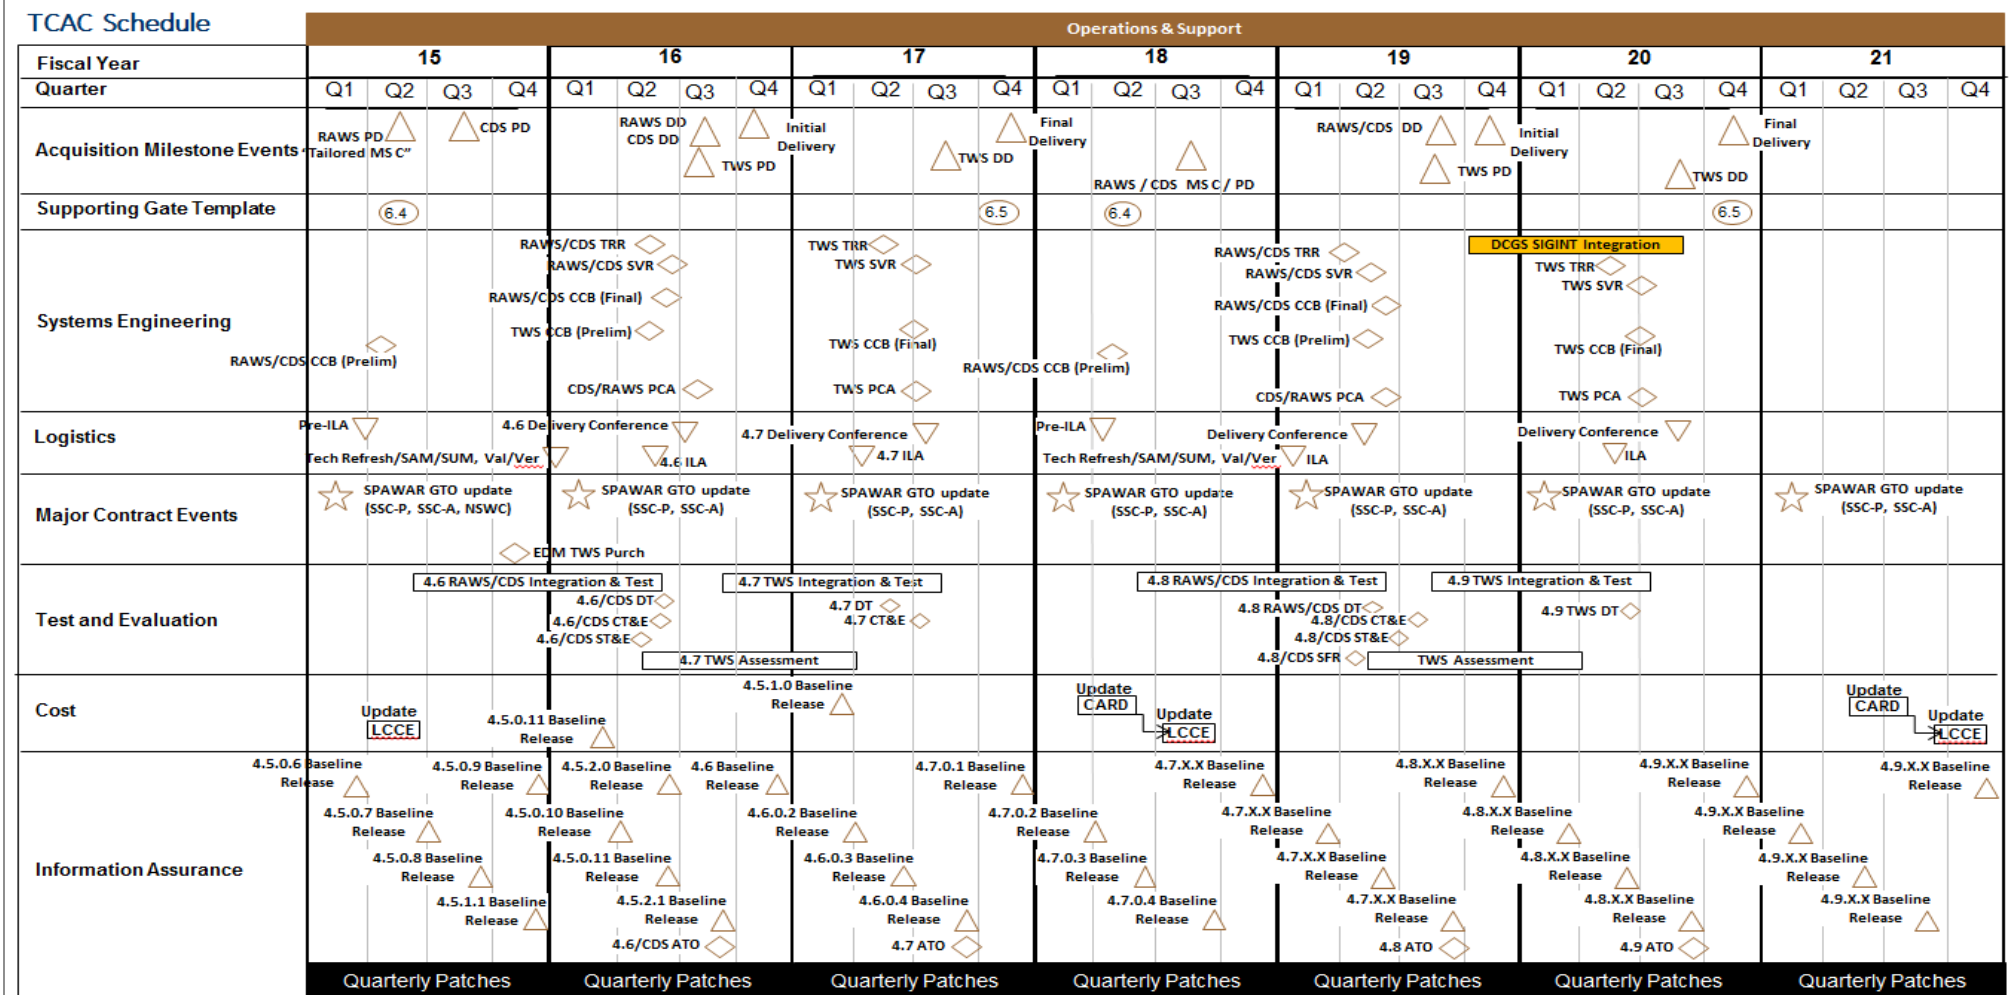 TCAC Schedule
Operations & Support
Fiscal Year
15 16 17 18 19 20 21
Quarter
Q1 Q2 Q3 Q4 Q1 Q2 Q3 Q4 Q1 Q2 Q3 Q4 Q1 Q2 Q3 Q4 Q1 Q2 Q3 Q4 Q1 Q2 Q3 Q4 Q1 Q2 Q3 Q4
Acquisition Milestone Events
RAWS PD
"Tailored MS C"
CDS PD
RAWS DD
CDS DD
TWS PD
Initial
Delivery
TWS DD
Final
Delivery
RAWS / CDS MS C / PD
RAWS/CDS DD
TWS PD
Initial
Delivery
TWS DD
Final
Delivery
Supporting Gate Template
6.4
6.5
6.4
6.5
Systems Engineering
RAWS/CDS CCB (Prelim)
RAWS/CDS TRR
RAWS/CDS SVR
RAWS/CDS CCB (Final)
TWS CCB (Prelim)
CDS/RAWS PCA
TWS TRR
TWS SVR
TWS CCB (Final)
TWS PCA
RAWS/CDS CCB (Prelim)
RAWS/CDS TRR
RAWS/CDS SVR
RAWS/CDS CCB (Final)
TWS CCB (Prelim)
CDS/RAWS PCA
DCGS SIGINT Integration
TWS TRR
TWS SVR
TWS CCB (Final)
TWS PCA
Logistics
Pre-ILA
Tech Refresh/SAM/SUM, Val/Ver
4.6 Delivery Conference
4.6 ILA
4.7 Delivery Conference
4.7 ILA
Pre-ILA
Tech Refresh/SAM/SUM, Val/Ver
Delivery Conference
ILA
Delivery Conference
ILA
Major Contract Events
SPAWAR GTO update
(SSC-P, SSC-A, NSWC)
EDM TWS Purch
SPAWAR GTO update
(SSC-P, SSC-A)
SPAWAR GTO update
(SSC-P, SSC-A)
SPAWAR GTO update
(SSC-P, SSC-A)
SPAWAR GTO update
(SSC-P, SSC-A)
SPAWAR GTO update
(SSC-P, SSC-A)
SPAWAR GTO update
(SSC-P, SSC-A)
Test and Evaluation
4.6 RAWS/CDS Integration & Test
4.6/CDS DT
4.6/CDS CT&E
4.6/CDS ST&E
4.7 TWS Integration & Test
4.7 DT
4.7 CT&E
4.7 TWS Assessment
4.8 RAWS/CDS Integration & Test
4.8 RAWS/CDS DT
4.8/CDS CT&E
4.8/CDS ST&E
4.8/CDS SFR
4.9 TWS Integration & Test
4.9 TWS DT
TWS Assessment
Cost
Update
LCCE
4.5.0.11 Baseline
Release
4.5.1.0 Baseline
Release
Update
CARD
Update
LCCE
Update
CARD
Update
LCCE
Information Assurance
4.5.0.6 Baseline
Release
4.5.0.9 Baseline
Release
4.5.2.0 Baseline
Release
4.6 Baseline
Release
4.7.0.1 Baseline
Release
4.7.X.X Baseline
Release
4.8.X.X Baseline
Release
4.9.X.X Baseline
Release
4.9.X.X Baseline
Release
4.5.0.7 Baseline
Release
4.5.0.10 Baseline
Release
4.6.0.2 Baseline
Release
4.7.0.2 Baseline
Release
4.7.X.X Baseline
Release
4.8.X.X Baseline
Release
4.9.X.X Baseline
Release
4.5.0.8 Baseline
Release
4.5.0.11 Baseline
Release
4.6.0.3 Baseline
Release
4.7.0.3 Baseline
Release
4.7.X.X Baseline
Release
4.8.X.X Baseline
Release
4.9.X.X Baseline
Release
4.5.1.1 Baseline
Release
4.5.2.1 Baseline
Release
4.6.0.4 Baseline
Release
4.7.0.4 Baseline
Release
4.7.X.X Baseline
Release
4.8.X.X Baseline
Release
4.9.X.X Baseline
Release
4.6/CDS ATO
4.7 ATO
4.8 ATO
4.9 ATO
Quarterly Patches Quarterly Patches Quarterly Patches Quarterly Patches Quarterly Patches Quarterly Patches Quarterly Patches